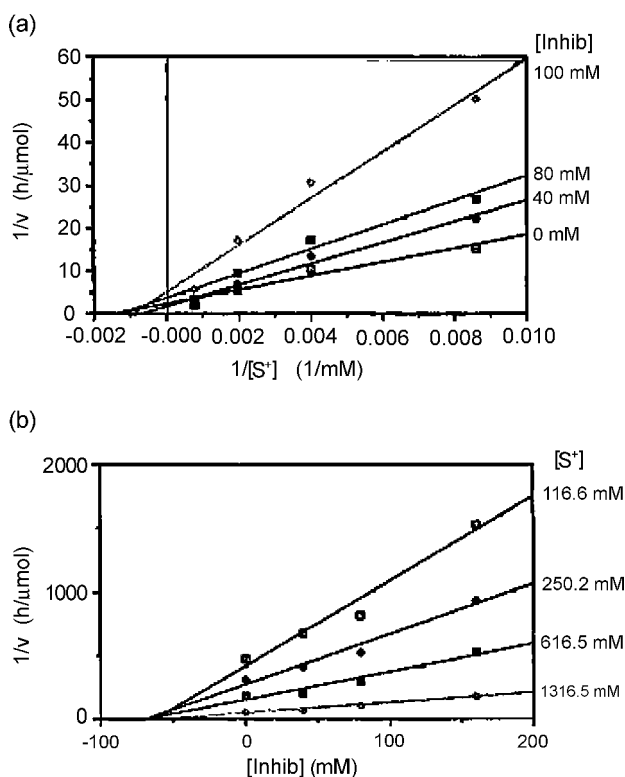 (a)
[Inhib]
60
50
40
30
20
10
0
1/v (h/μmol)
100 mM
80 mM
40 mM
0 mM
-0.002 -0.000 0.002 0.004 0.006 0.008 0.010
1/[S⁺] (1/mM)
(b)
[S⁺]
2000
1000
0
1/v (h/μmol)
116.6 mM
250.2 mM
616.5 mM
1316.5 mM
-100 0 100 200
[Inhib] (mM)